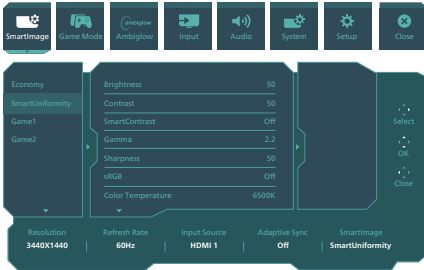 ambiglow
SmartImage
Game Mode
Ambiglow
Input
Audio
System
Setup
Close
Economy
SmartUniformity
Game1
Game2
Brightness 50
Contrast 50
SmartContrast Off
Gamma 2.2
Sharpness 50
sRGB Off
Color Temperature 6500K
Select
OK
Close
Resolution
3440X1440
Refresh Rate
60Hz
Input Source
HDMI 1
Adaptive Sync
Off
SmartImage
SmartUniformity